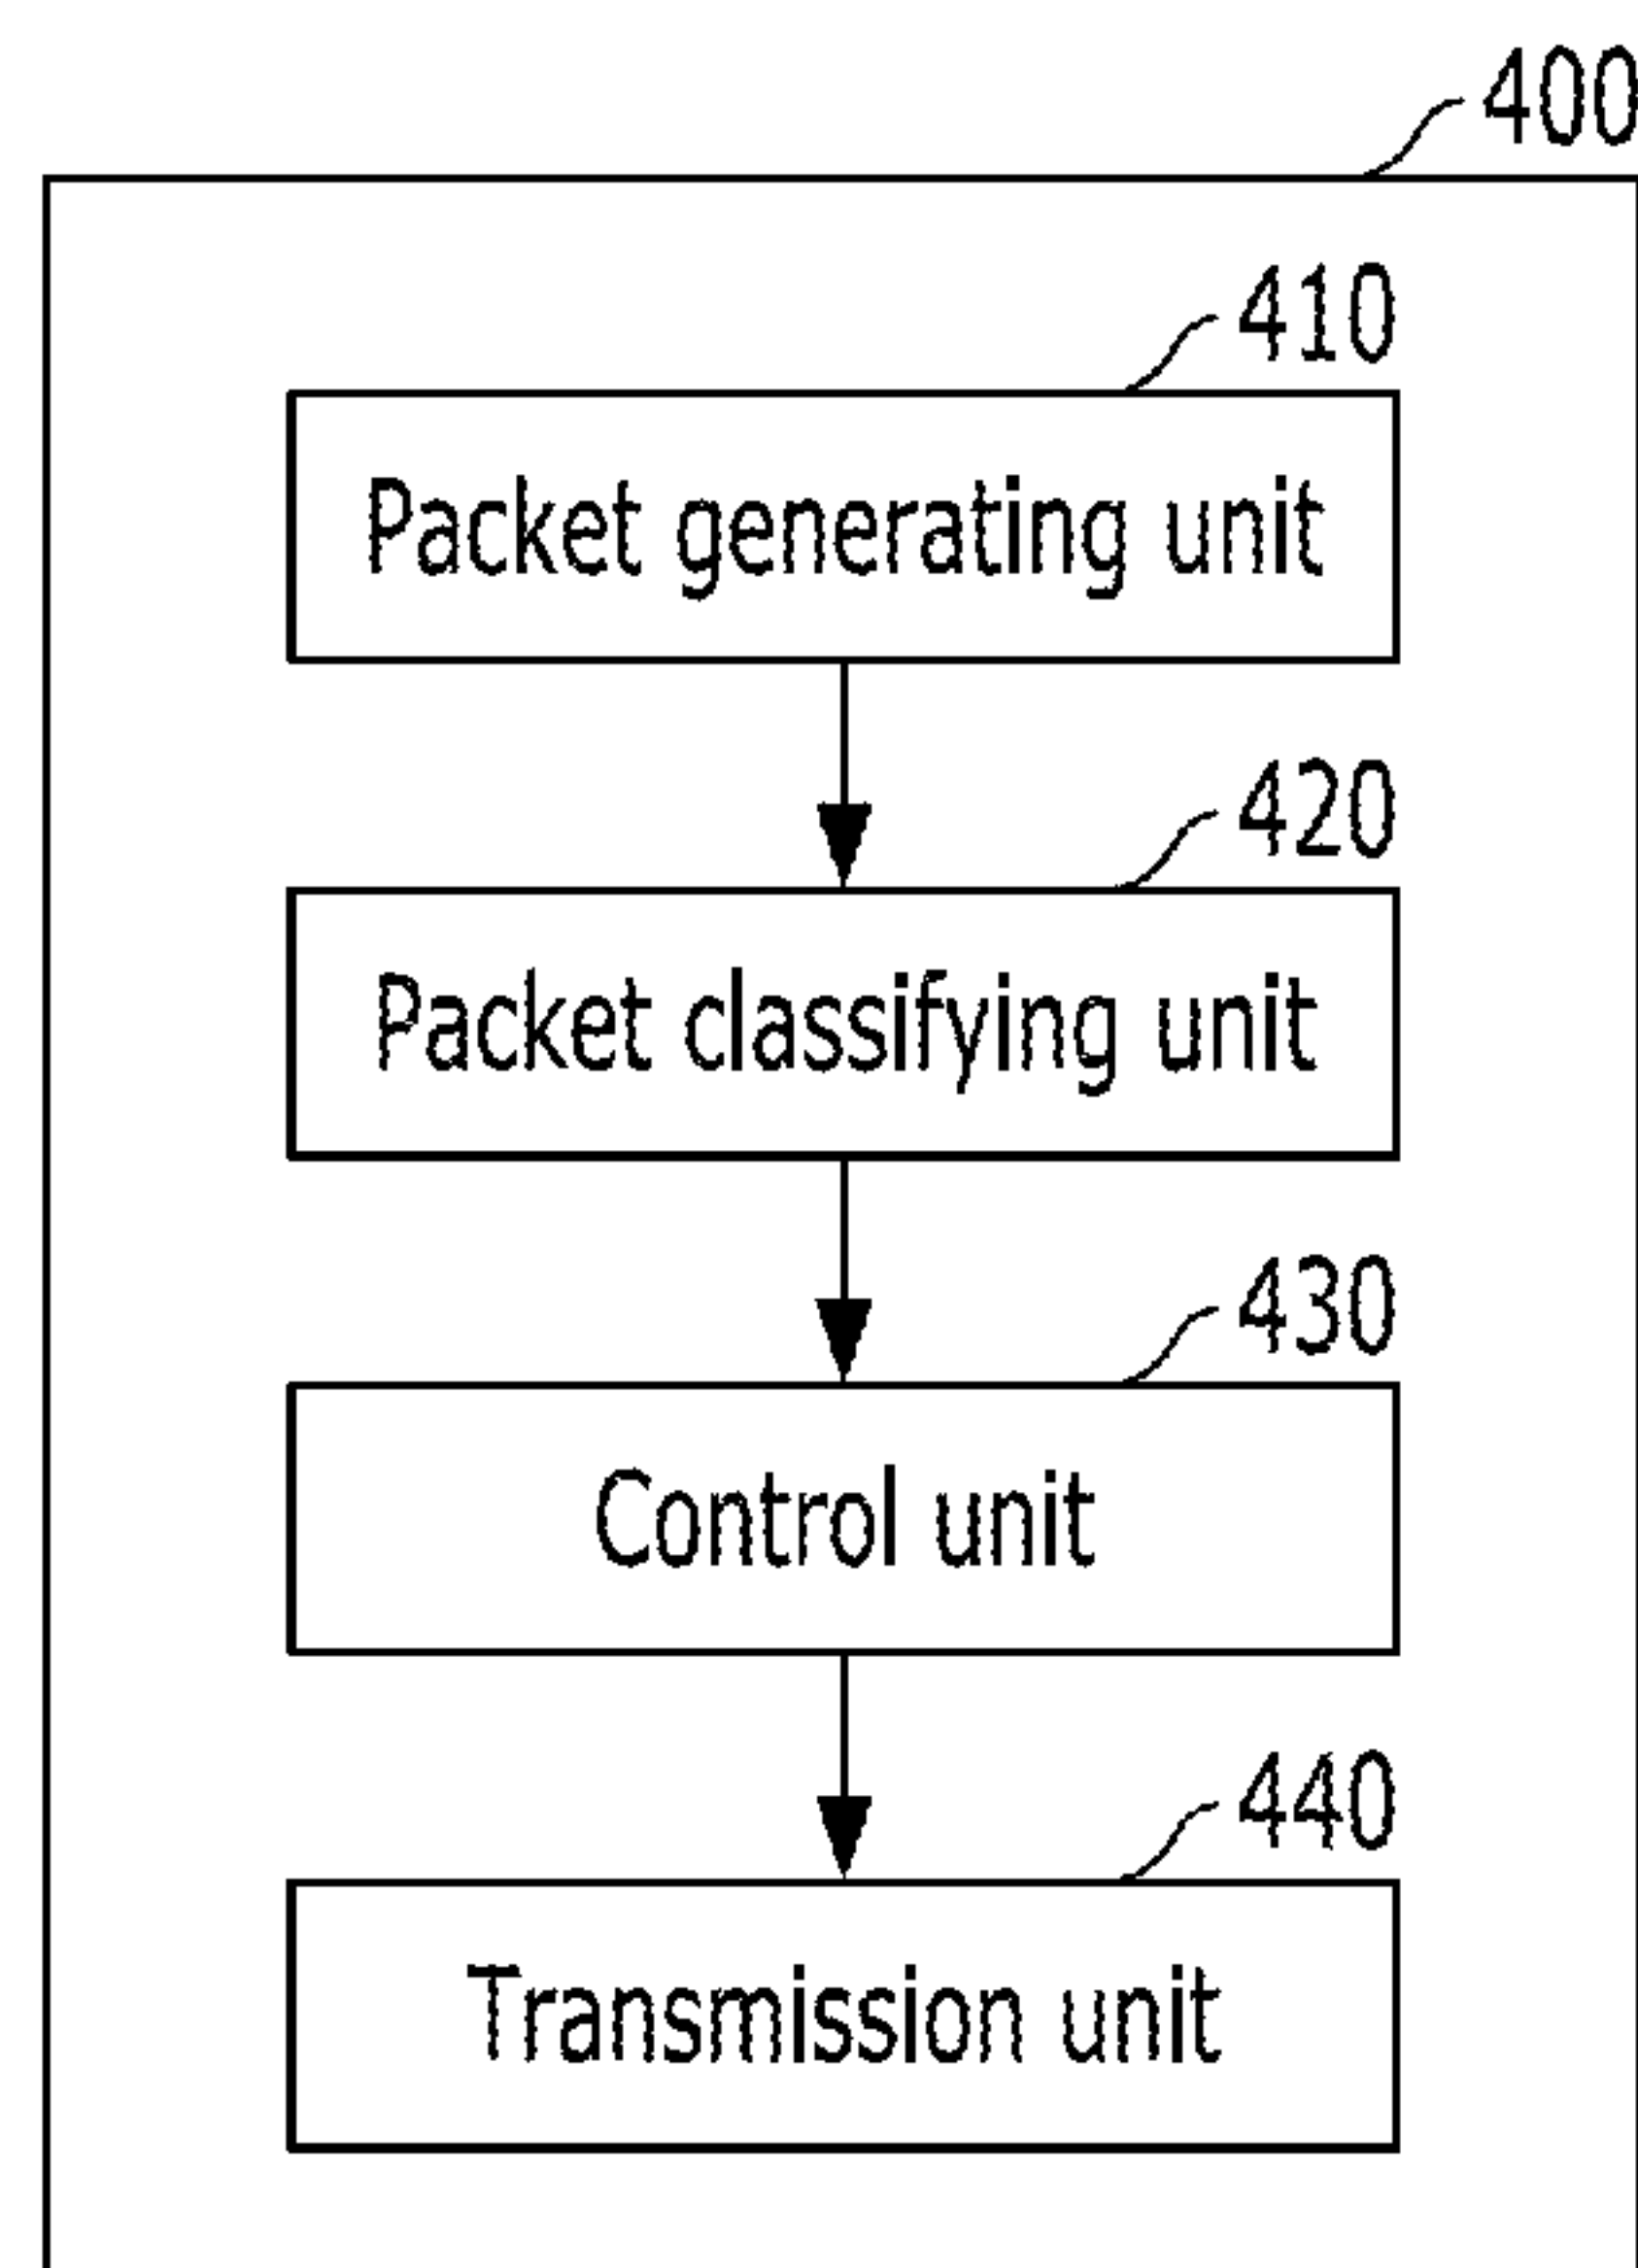 400
410
Packet generating unit
420
Packet classifying unit
430
Control unit
440
Transmission unit